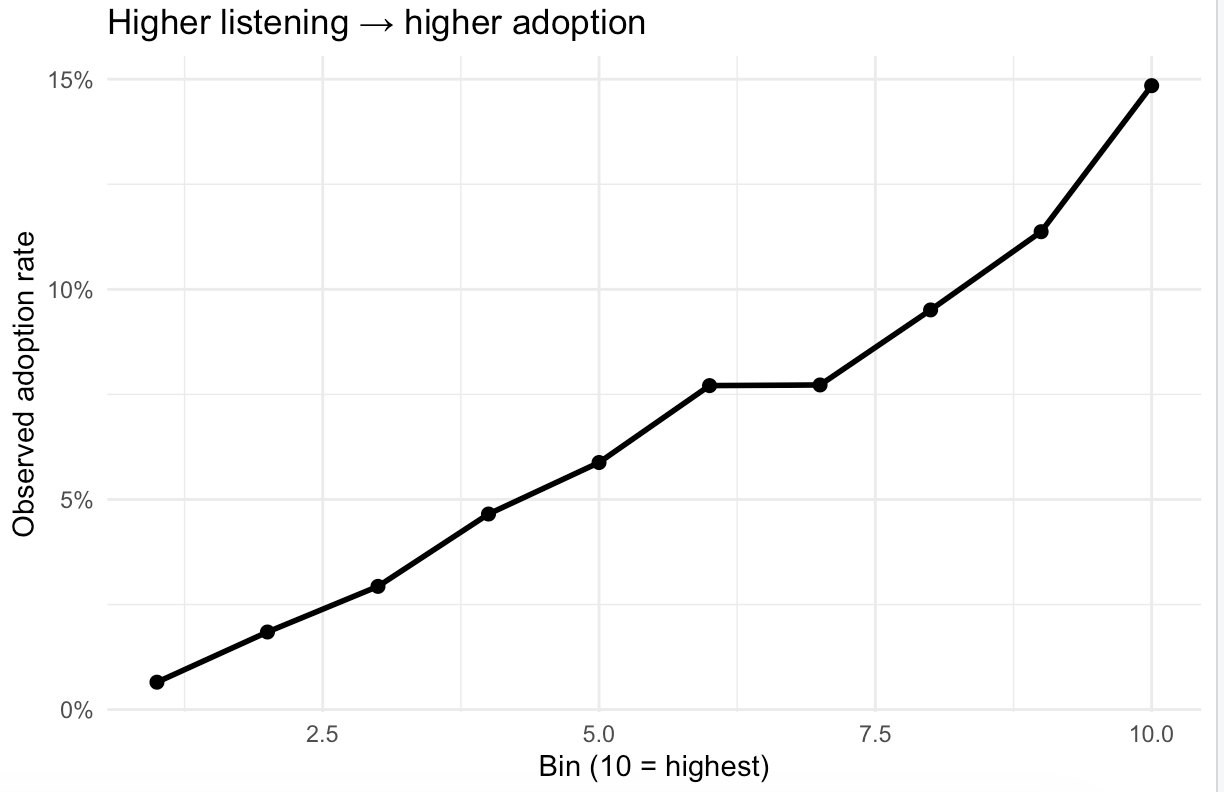 Higher listening → higher adoption
15%
10%
5%
0%
Observed adoption rate
2.5 5.0 7.5 10.0
Bin (10 = highest)